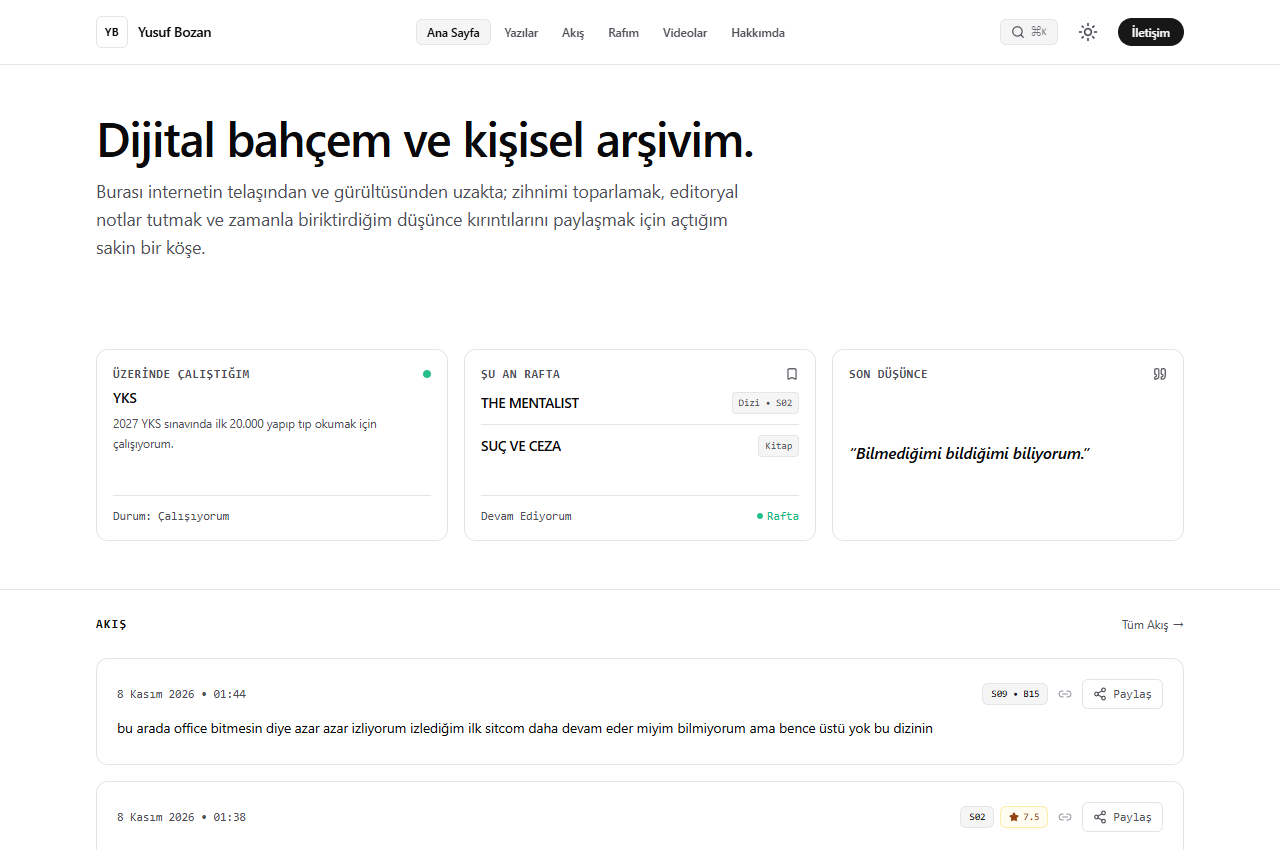 YB
Yusuf Bozan
Ana Sayfa
Yazılar
Akış
Rafım
Videolar
Hakkımda
⌘K
İletişim
Dijital bahçem ve kişisel arşivim.
Burası internetin telaşından ve gürültüsünden uzakta; zihnimi toparlamak, editoryal
notlar tutmak ve zamanla biriktirdiğim düşünce kırıntılarını paylaşmak için açtığım
sakin bir köşe.
ÜZERİNDE ÇALIŞTIĞIM
YKS
2027 YKS sınavında ilk 20.000 yapıp tıp okumak için
çalışıyorum.
Durum: Çalışıyorum
ŞU AN RAFTA
THE MENTALIST
Dizi • S02
SUÇ VE CEZA
Kitap
Devam Ediyorum
Rafta
SON DÜŞÜNCE
“Bilmediğimi bildiğimi biliyorum.”
AKIŞ
Tüm Akış →
8 Kasım 2026 • 01:44
S09 • B15
Paylaş
bu arada office bitmesin diye azar azar izliyorum izlediğim ilk sitcom daha devam eder miyim bilmiyorum ama bence üstü yok bu dizinin
8 Kasım 2026 • 01:38
S02
★ 7.5
Paylaş